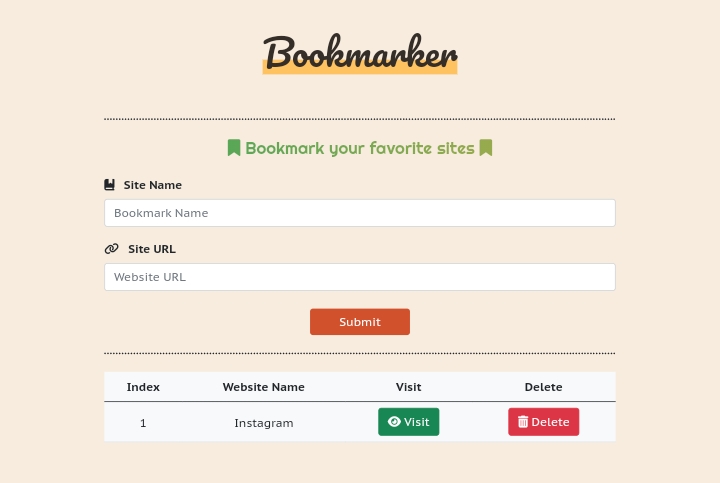 Bookmarker
Bookmark your favorite sites
Site Name
Bookmark Name
Site URL
Website URL
Submit
Index Website Name Visit Delete
1 Instagram Visit Delete